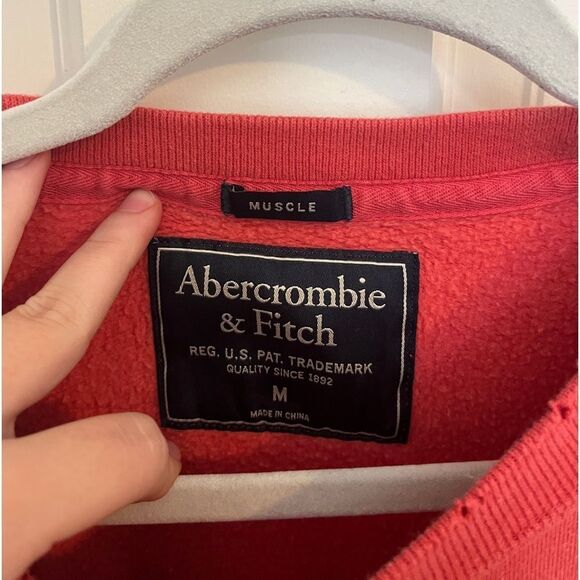 MUSCLE
Abercrombie
& Fitch
REG. U.S. PAT. TRADEMARK
QUALITY SINCE 1892
M
MADE IN CHINA